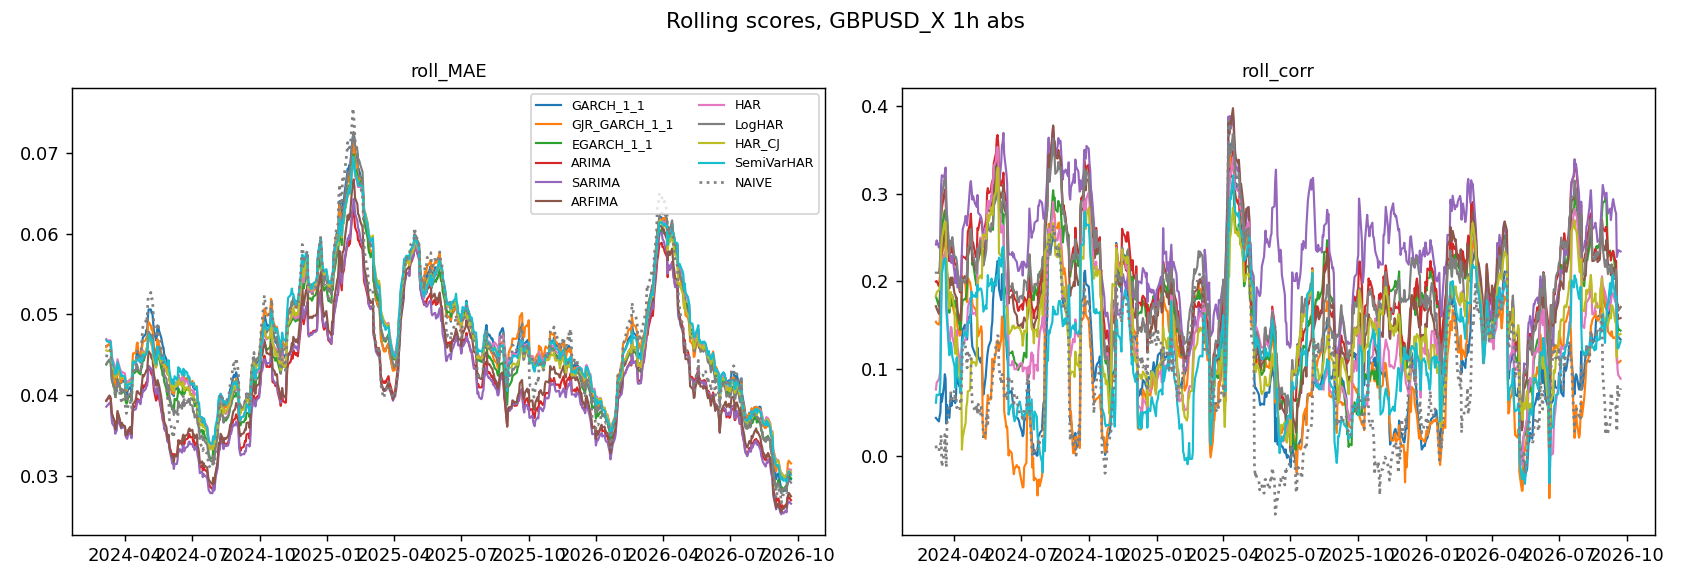 Rolling scores, GBPUSD_X 1h abs
roll_MAE
0.07
0.06
0.05
0.04
0.03
GARCH_1_1
GJR_GARCH_1_1
EGARCH_1_1
ARIMA
SARIMA
ARFIMA
HAR
LogHAR
HAR_CJ
SemiVarHAR
NAIVE
2024-04
2024-07
2024-10
2025-01
2025-04
2025-07
2025-10
2026-01
2026-04
2026-07
2026-10
roll_corr
0.4
0.3
0.2
0.1
0.0
2024-04
2024-07
2024-10
2025-01
2025-04
2025-07
2025-10
2026-01
2026-04
2026-07
2026-10